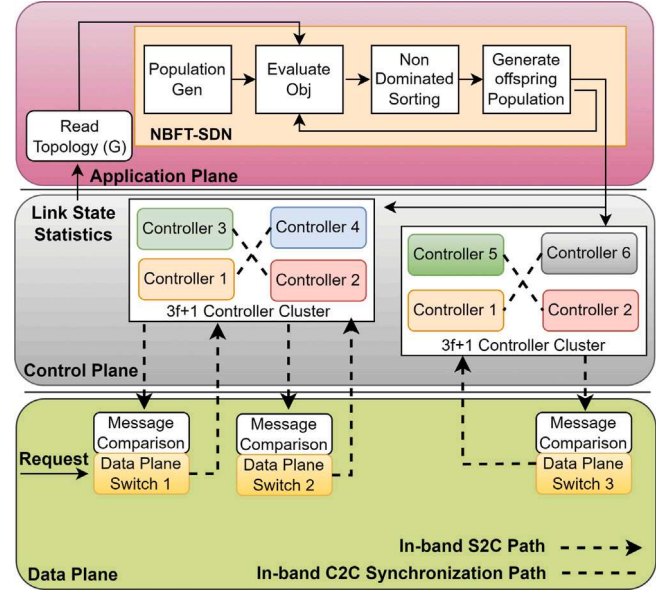 Population
Gen
Evaluate
Obj
Non
Dominated
Sorting
Generate
offspring
Population
NBFT-SDN
Read
Topology (G)
Application Plane
Link State
Statistics
Controller 3
Controller 4
Controller 1
Controller 2
3f+1 Controller Cluster
Controller 5
Controller 6
Controller 1
Controller 2
3f+1 Controller Cluster
Control Plane
Message
Comparison
Data Plane
Switch 1
Message
Comparison
Data Plane
Switch 2
Message
Comparison
Data Plane
Switch 3
Request
In-band S2C Path
In-band C2C Synchronization Path
Data Plane